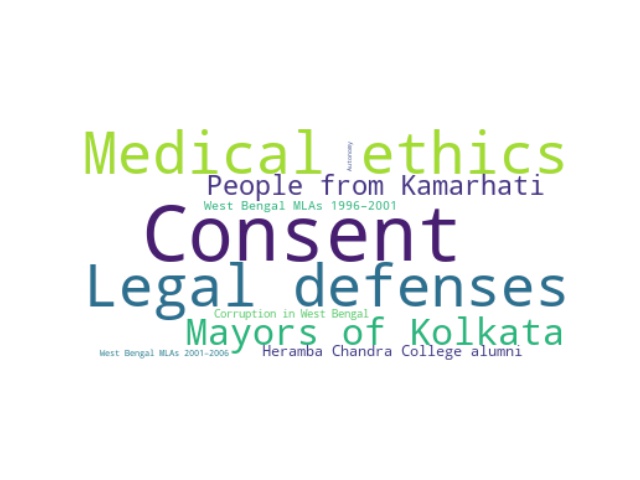 Medical ethics
Autonomy
People from Kamarhati
West Bengal MLAs 1996–2001
Consent
Legal defenses
Corruption in West Bengal
Mayors of Kolkata
West Bengal MLAs 2001–2006
Heramba Chandra College alumni